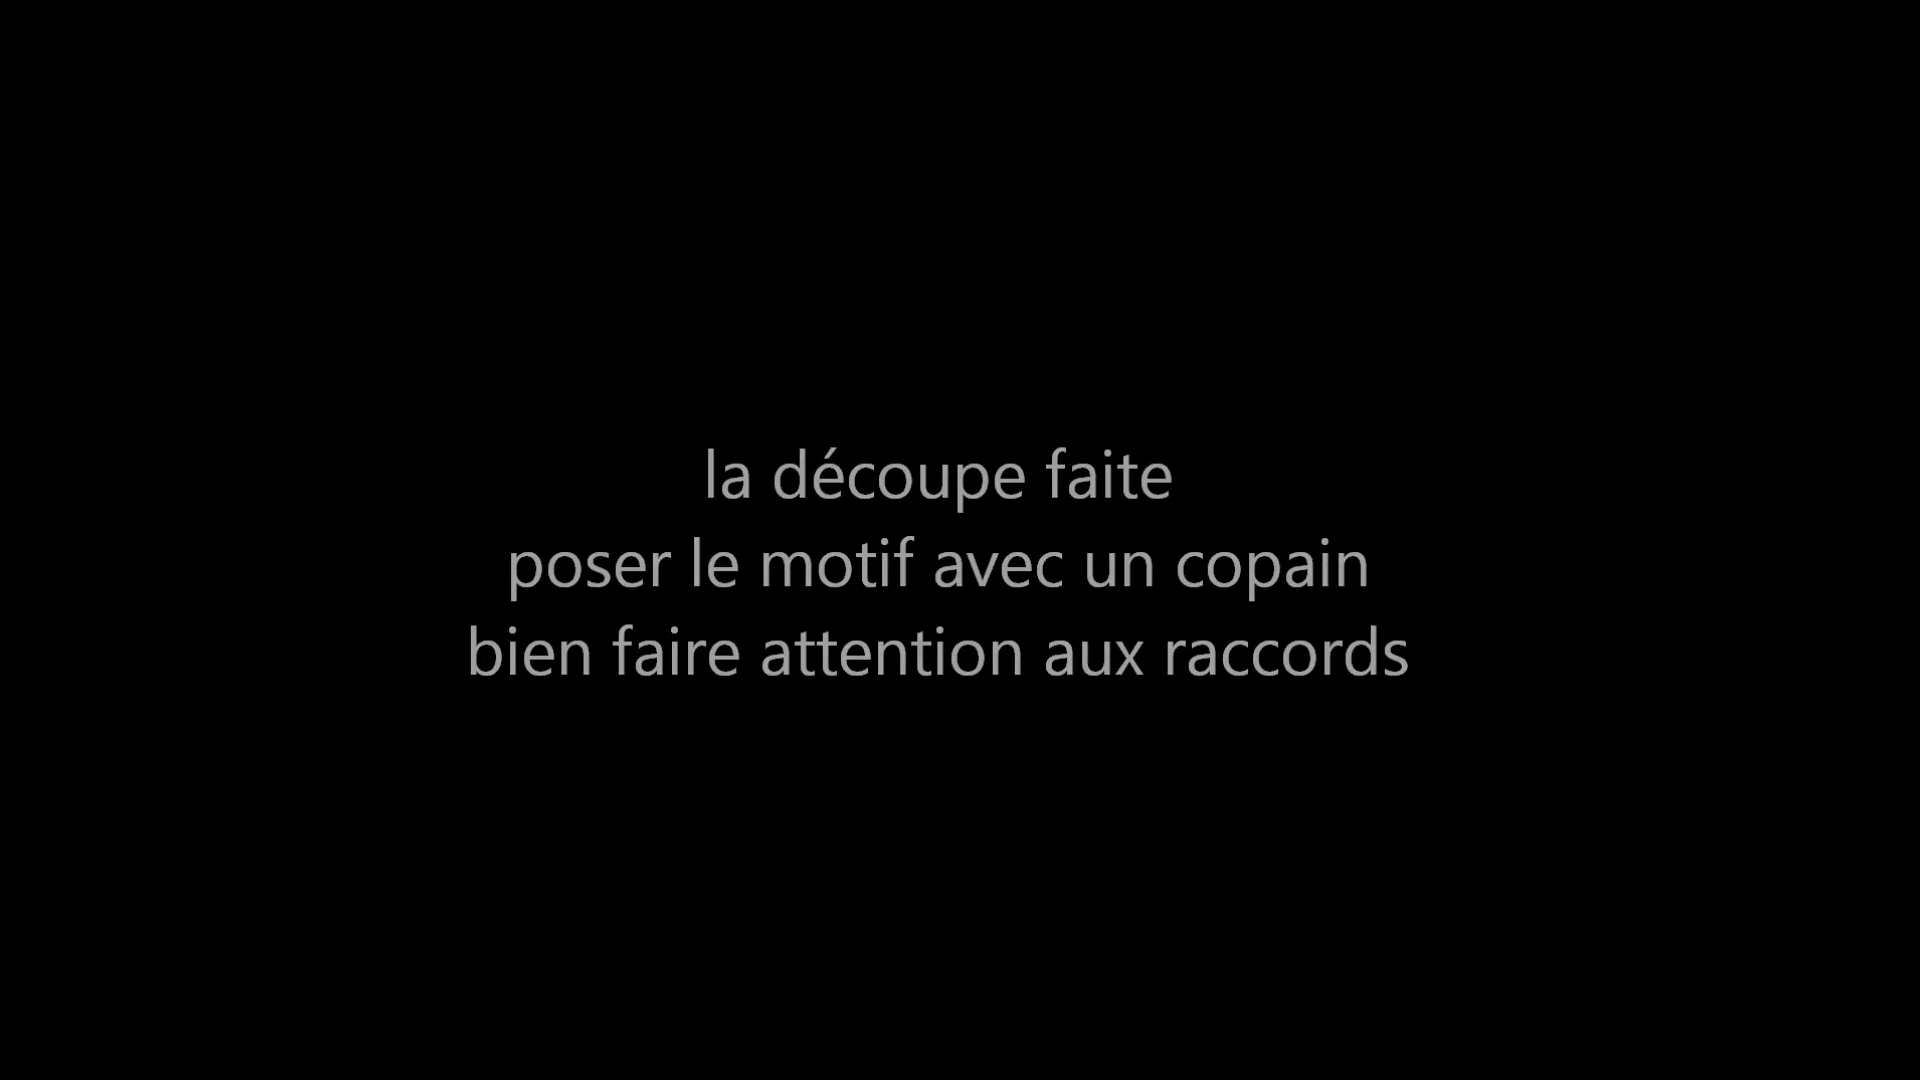 la découpe faite
poser le motif avec un copain
bien faire attention aux raccords